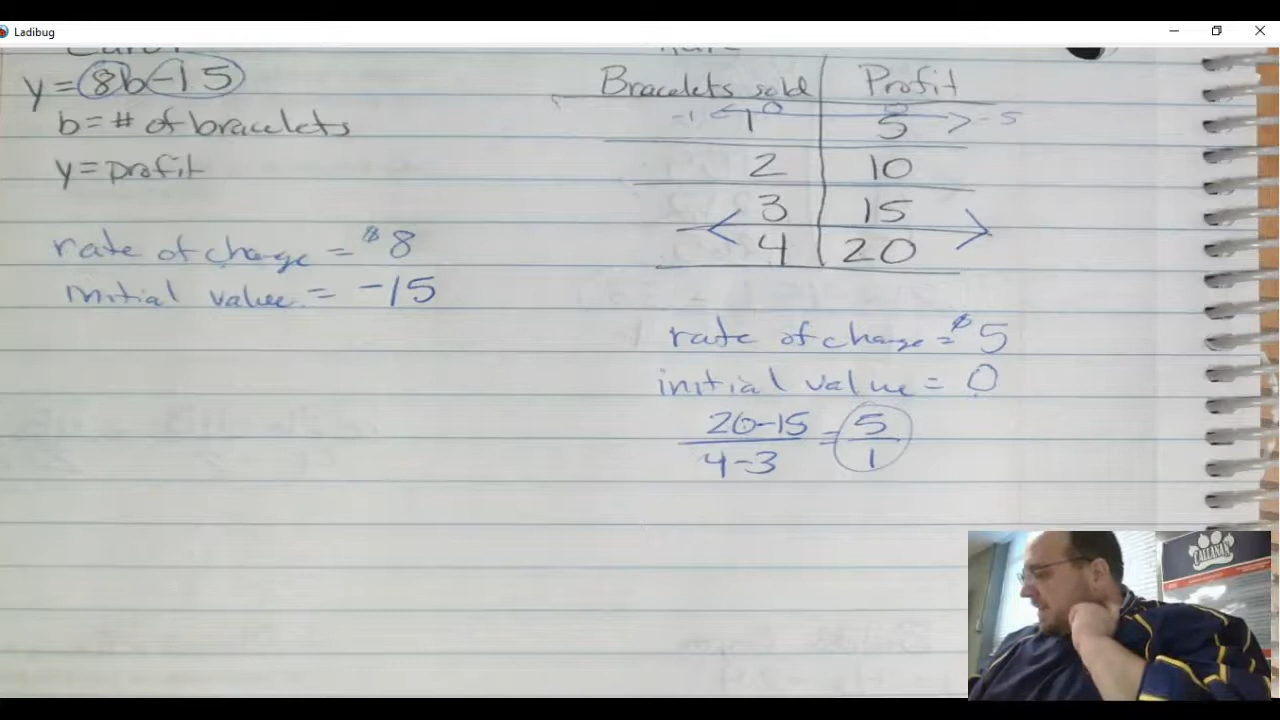 Ladibug
y = 8b - 15
b = # of bracelets
y = profit
rate of change = $8
initial value = -15
Bracelets sold | Profit
-1 0 0 -5
1 | 5
2 | 10
3 | 15
4 | 20
rate of change = $5
initial value = 0
20-15 = 5
4-3 1
CALLANAN